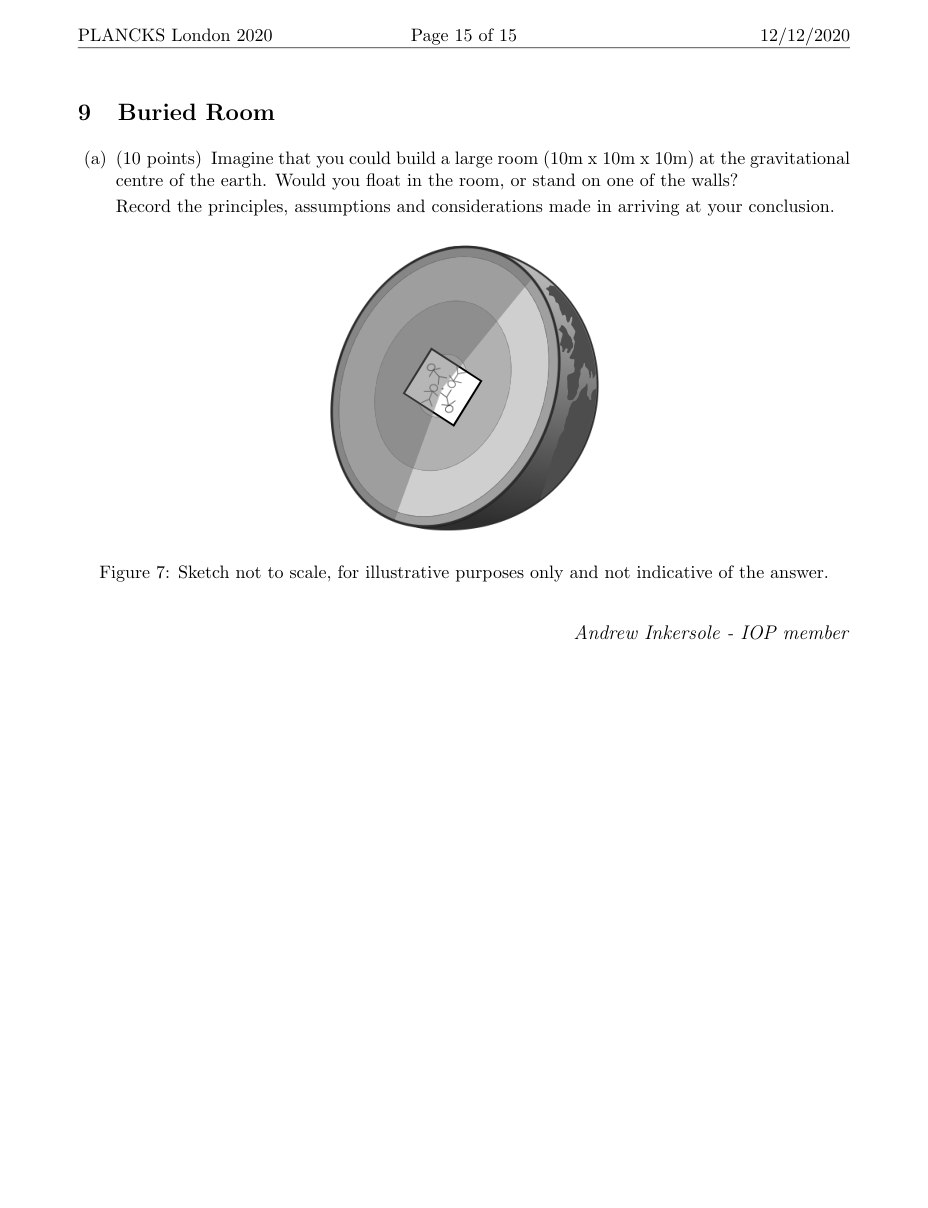 PLANCKS London 2020 Page 15 of 15 12/12/2020
9 Buried Room
(a) (10 points) Imagine that you could build a large room (10m x 10m x 10m) at the gravitational
centre of the earth. Would you float in the room, or stand on one of the walls?
Record the principles, assumptions and considerations made in arriving at your conclusion.
Figure 7: Sketch not to scale, for illustrative purposes only and not indicative of the answer.
Andrew Inkersole - IOP member